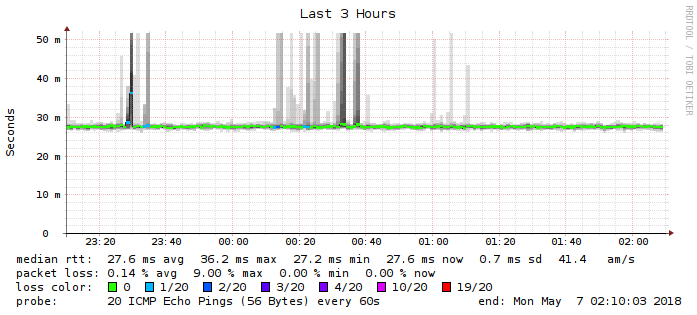 Last 3 Hours
RRDTOOL / TOBI OETIKER
Seconds
50 m
40 m
30 m
20 m
10 m
0
23:20 23:40 00:00 00:20 00:40 01:00 01:20 01:40 02:00
median rtt: 27.6 ms avg 36.2 ms max 27.2 ms min 27.6 ms now 0.7 ms sd 41.4 am/s
packet loss: 0.14 % avg 9.00 % max 0.00 % min 0.00 % now
loss color: 0 1/20 2/20 3/20 4/20 10/20 19/20
probe: 20 ICMP Echo Pings (56 Bytes) every 60s end: Mon May 7 02:10:03 2018